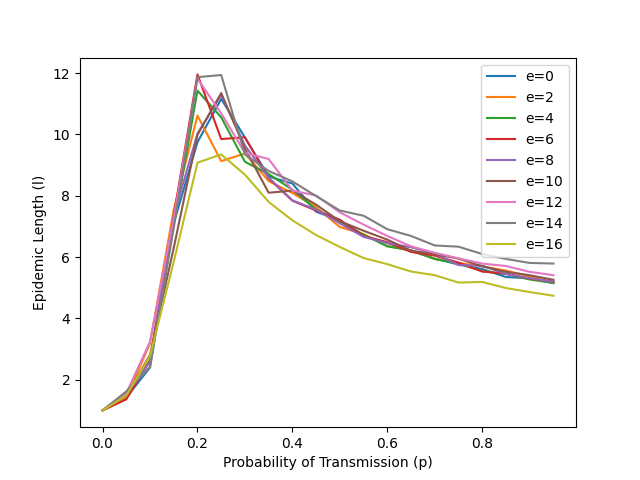 12
10
8
6
4
2
Epidemic Length (l)
0.0 0.2 0.4 0.6 0.8
Probability of Transmission (p)
e=0
e=2
e=4
e=6
e=8
e=10
e=12
e=14
e=16